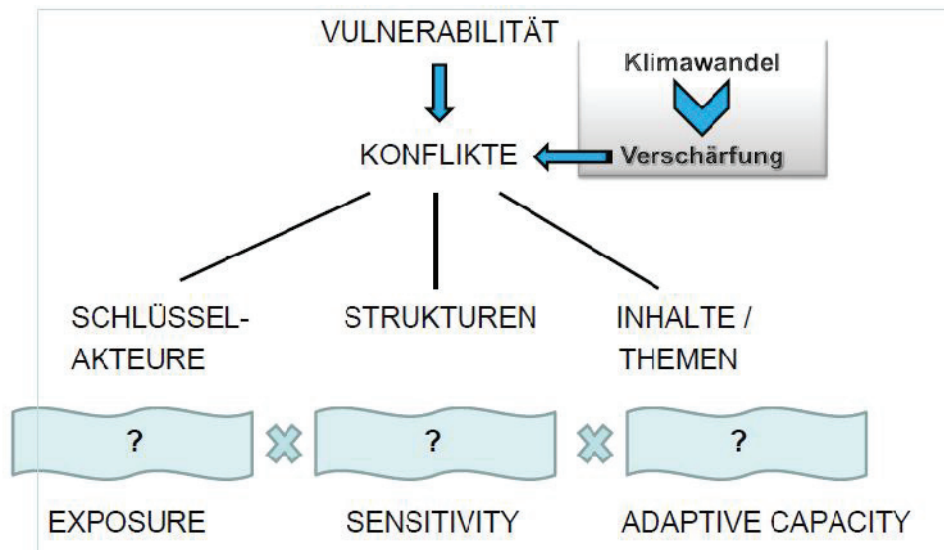 VULNERABILITÄT
Klimawandel
KONFLIKTE
Verschärfung
SCHLÜSSEL-
AKTEURE
STRUKTUREN
INHALTE /
THEMEN
?
?
?
EXPOSURE
SENSITIVITY
ADAPTIVE CAPACITY